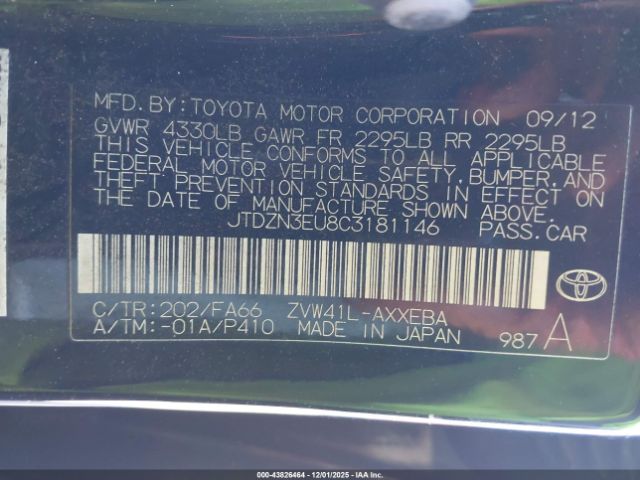 MFD. BY: TOYOTA MOTOR CORPORATION 09/12
GVWR 4330LB GAWR FR 2295LB RR 2295LB
THIS VEHICLE CONFORMS TO ALL APPLICABLE
FEDERAL MOTOR VEHICLE SAFETY, BUMPER, AND
THEFT PREVENTION STANDARDS IN EFFECT ON
THE DATE OF MANUFACTURE SHOWN ABOVE.
JTDZN3EU8C3181146 PASS. CAR
C/TR: 202/FA66 ZVW41L-AXXEBA
A/TM: -01A/P410 MADE IN JAPAN 987 A
000-43826464 - 12/01/2025 - IAA Inc.